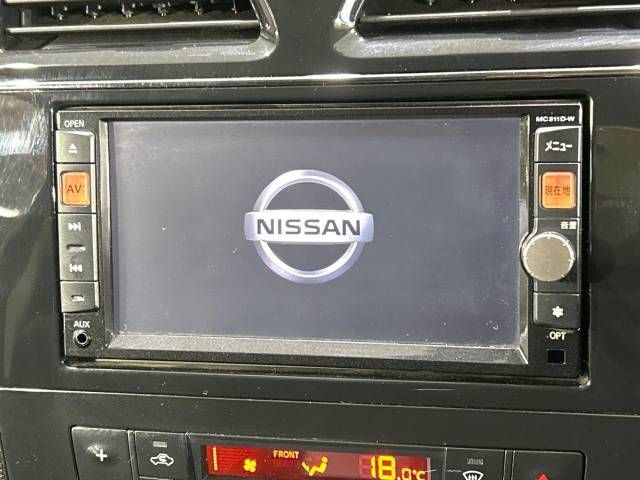 OPEN
MC311D-W
メニュー
AV
現在地
音量
NISSAN
AUX
OPT
FRONT
18.0°C